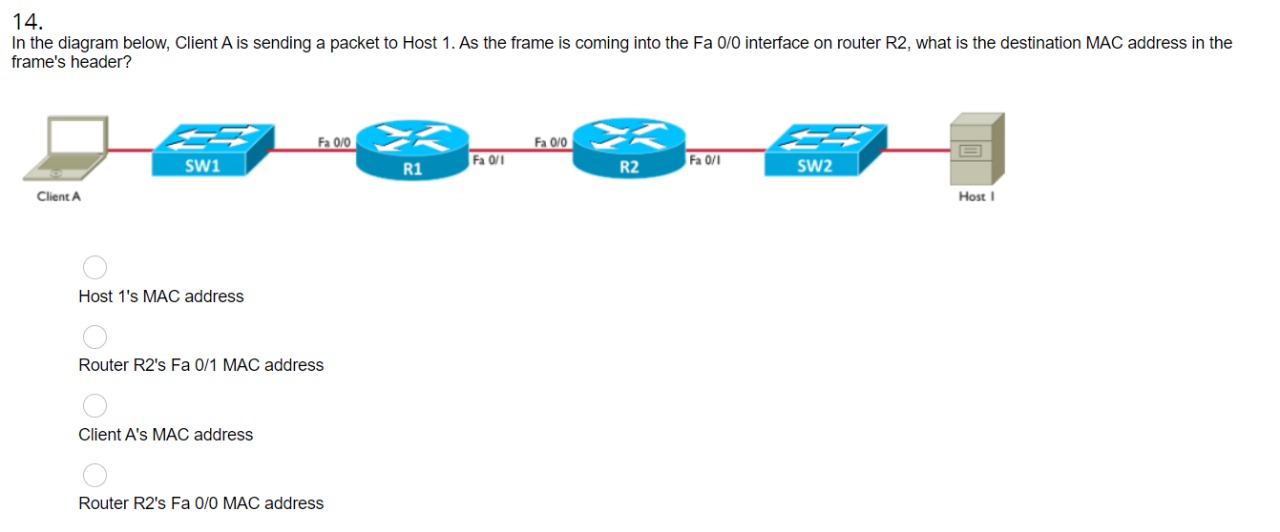 14.
In the diagram below, Client A is sending a packet to Host 1. As the frame is coming into the Fa 0/0 interface on router R2, what is the destination MAC address in the
frame's header?
Fa 0/0
Fa 0/0
SW1
R1
Fa 0/1
R2
Fa 0/1
SW2
Client A
Host 1
Host 1's MAC address
Router R2's Fa 0/1 MAC address
Client A's MAC address
Router R2's Fa 0/0 MAC address